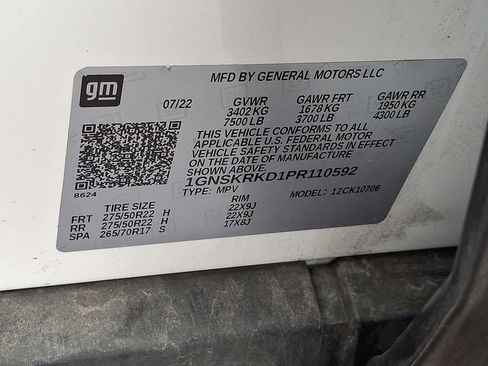 gm
MFD BY GENERAL MOTORS LLC
07/22 GVWR GAWR FRT GAWR RR
3402 KG 1678 KG 1950 KG
7500 LB 3700 LB 4300 LB
THIS VEHICLE CONFORMS TO ALL
APPLICABLE U.S. FEDERAL MOTOR
VEHICLE SAFETY STANDARDS IN EFFECT
ON THE DATE OF MANUFACTURE
SHOWN ABOVE.
1GNSKRKD1PR110592
8624
TYPE: MPV MODEL: 12CK10706
TIRE SIZE RIM
FRT 275/50R22 H 22X9J
RR 275/50R22 H 22X9J
SPA 265/70R17 S 17X8J